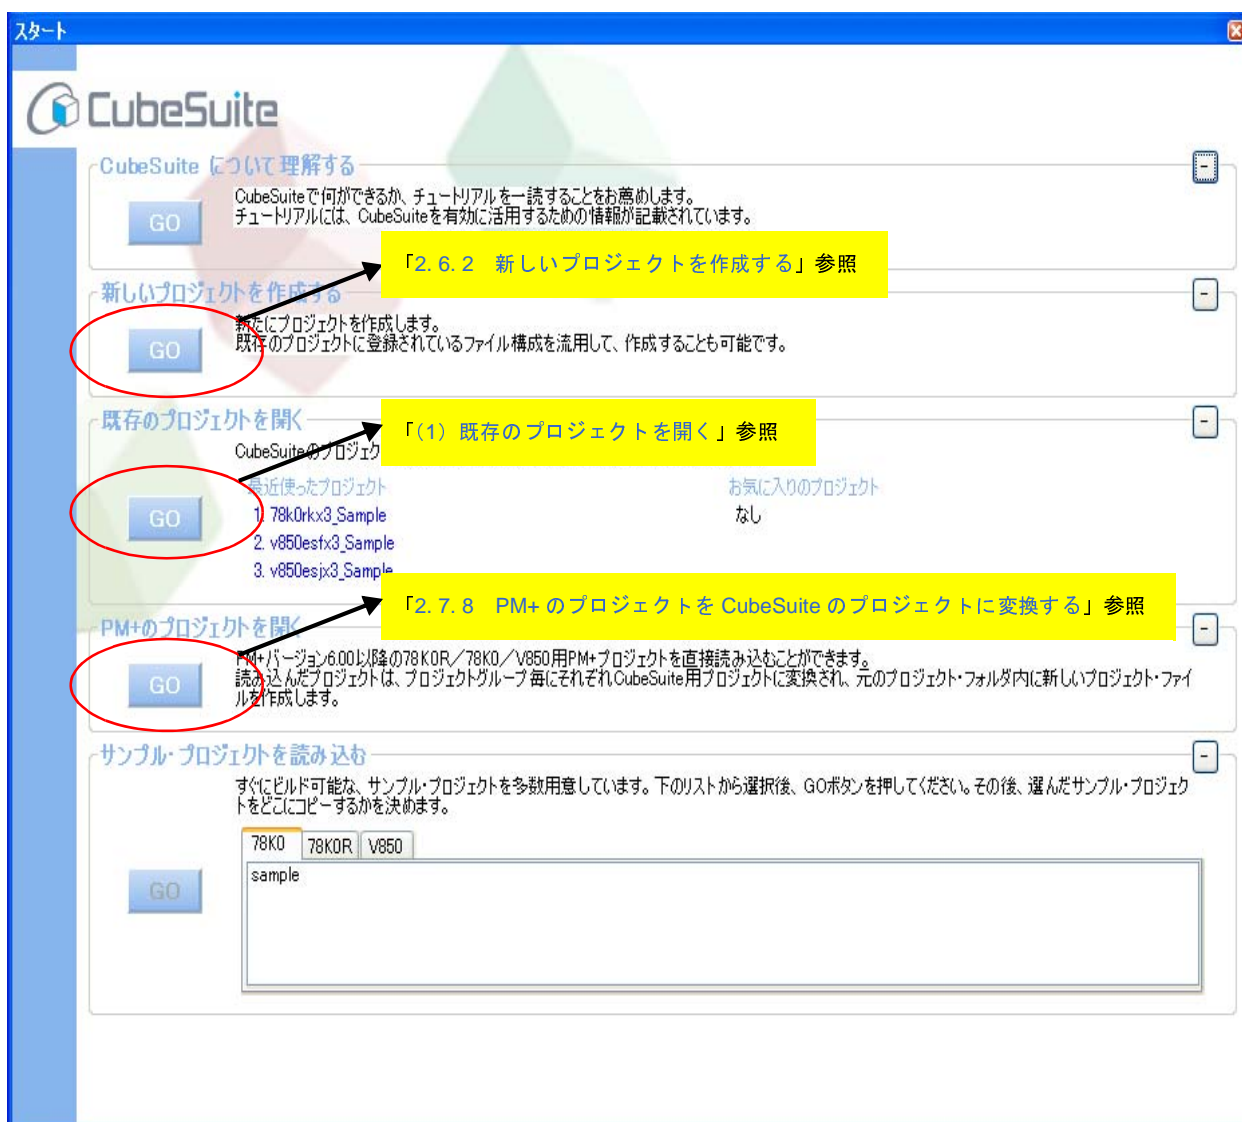 スタート
CubeSuite
CubeSuite について理解する
CubeSuiteで何ができるか、チュートリアルを一読することをお薦めします。
チュートリアルには、CubeSuiteを有効に活用するための情報が記載されています。
GO
「2.6.2 新しいプロジェクトを作成する」参照
新しいプロジェクトを作成する
新たにプロジェクトを作成します。
既存のプロジェクトに登録されているファイル構成を流用して、作成することも可能です。
GO
既存のプロジェクトを開く
「(1) 既存のプロジェクトを開く」参照
CubeSuiteのプロジェク
最近使ったプロジェクト
お気に入りのプロジェクト
GO
1. 78k0rkx3_Sample
なし
2. v850esfx3_Sample
3. v850esjx3_Sample
「2.7.8 PM+ のプロジェクトを CubeSuite のプロジェクトに変換する」参照
PM+のプロジェクトを開く
PM+バージョン6.00以降の78K0R／78K0／V850用PM+プロジェクトを直接読み込むことができます。
読み込んだプロジェクトは、プロジェクトグループ毎にそれぞれCubeSuite用プロジェクトに変換され、元のプロジェクト・フォルダ内に新しいプロジェクト・ファイ
ルを作成します。
GO
サンプル・プロジェクトを読み込む
すぐにビルド可能な、サンプル・プロジェクトを多数用意しています。下のリストから選択後、GOボタンを押してください。その後、選んだサンプル・プロジェク
トをどこにコピーするかを決めます。
78K0 78K0R V850
sample
GO